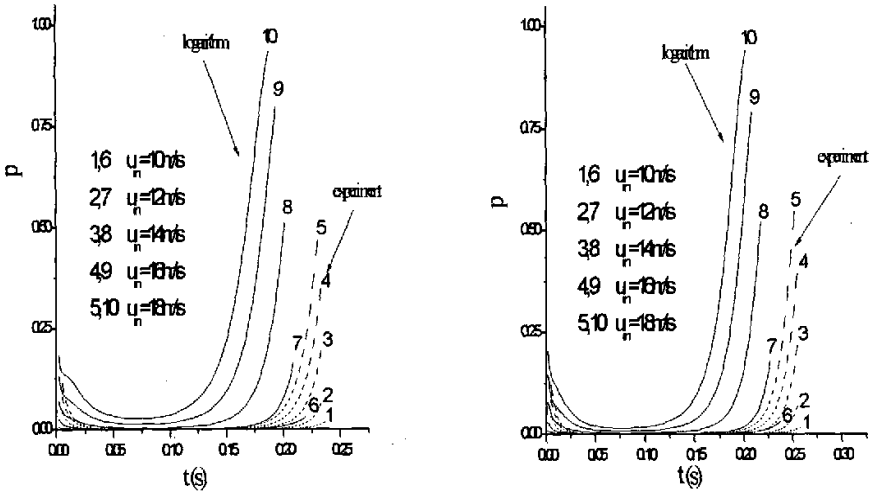 1.00
0.75
0.50
0.25
0.00
p
logarithm
experiment
1,6 u_in=10m/s
2,7 u_in=12m/s
3,8 u_in=14m/s
4,9 u_in=16m/s
5,10 u_in=18m/s
10
9
8
5
4
7
3
2
6
1
0.00 0.05 0.10 0.15 0.20 0.25
t(s)
1.00
0.75
0.50
0.25
0.00
p
logarithm
experiment
1,6 u_in=10m/s
2,7 u_in=12m/s
3,8 u_in=14m/s
4,9 u_in=16m/s
5,10 u_in=18m/s
10
9
8
5
4
7
3
2
6
1
0.00 0.05 0.10 0.15 0.20 0.25 0.30
t(s)